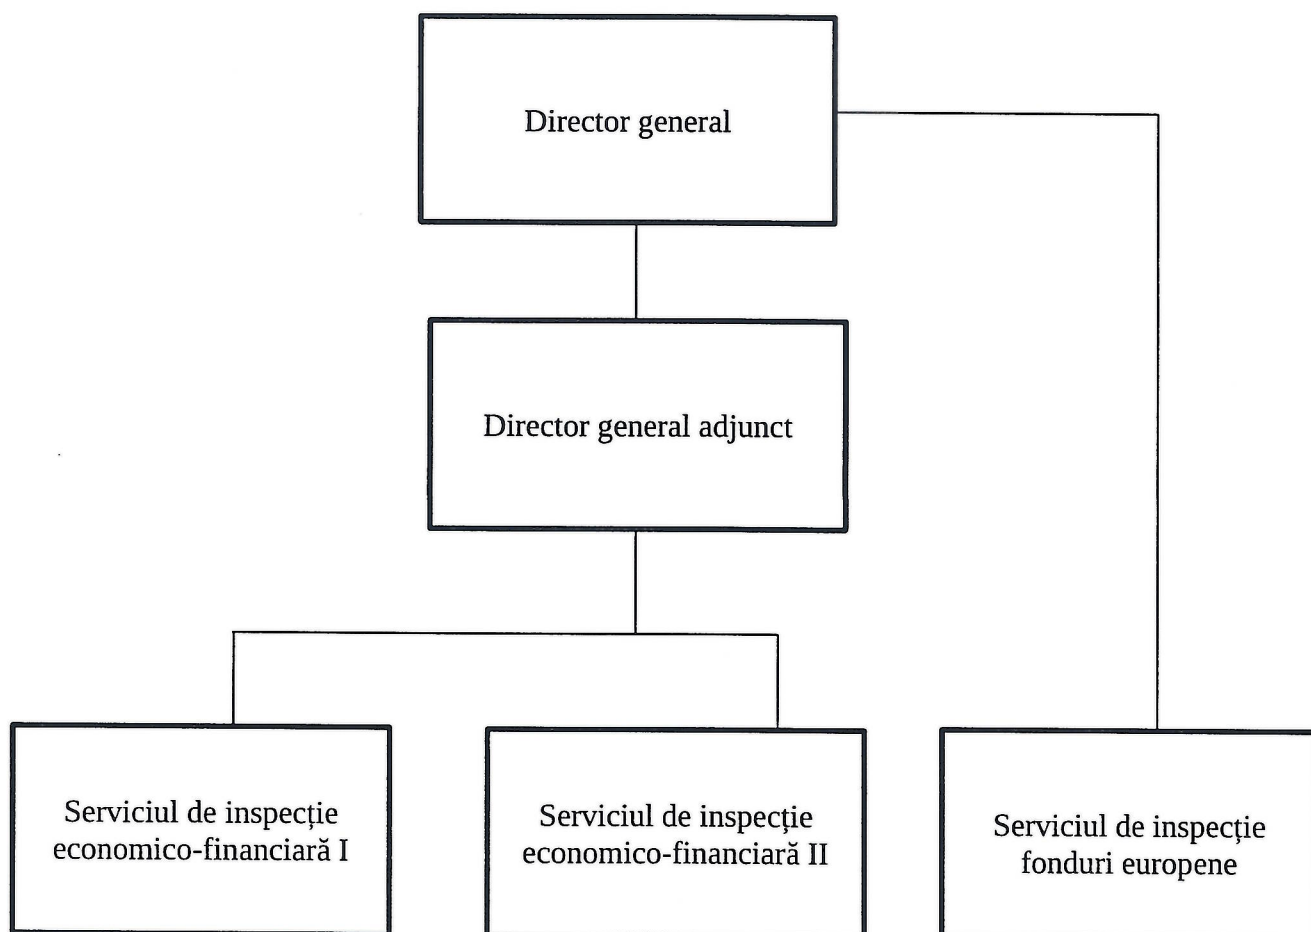 Director general
Director general adjunct
Serviciul de inspecție
economico-financiară I
Serviciul de inspecție
economico-financiară II
Serviciul de inspecție
fonduri europene